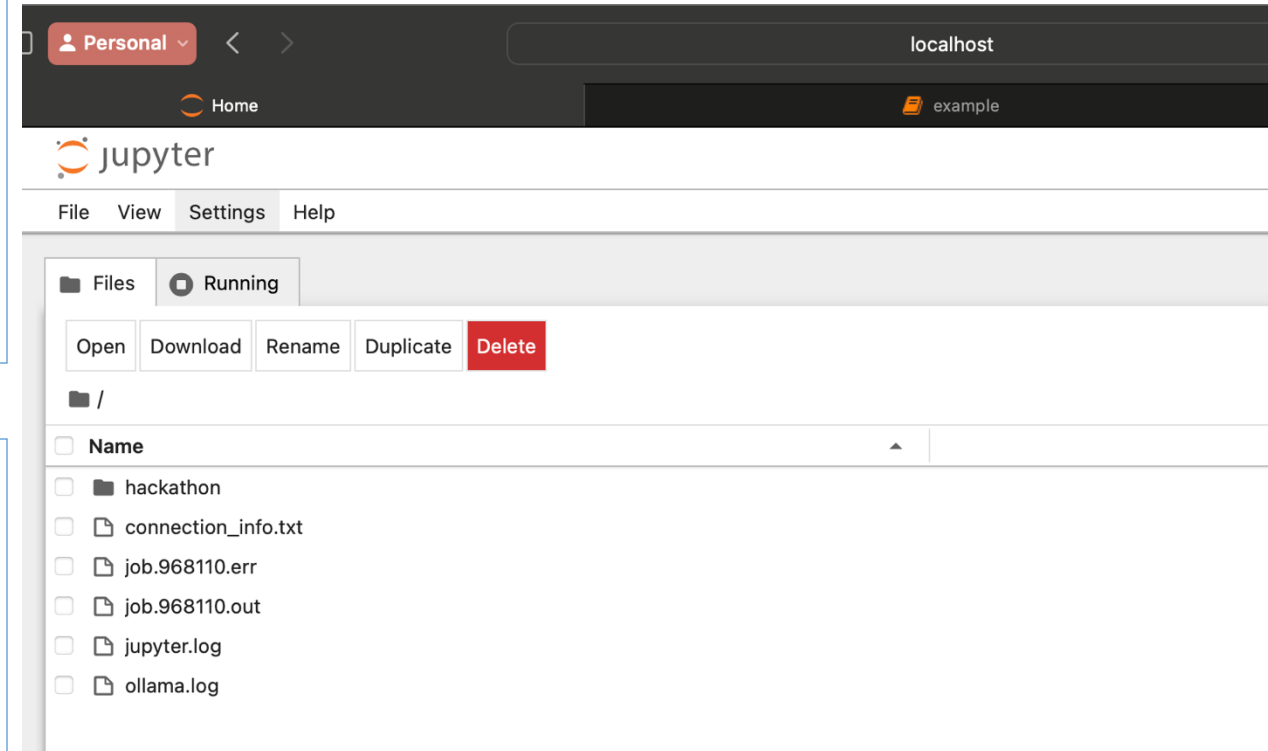 Personal
localhost
Home
example
jupyter
File View Settings Help
Files Running
Open Download Rename Duplicate Delete
/
Name
hackathon
connection_info.txt
job.968110.err
job.968110.out
jupyter.log
ollama.log